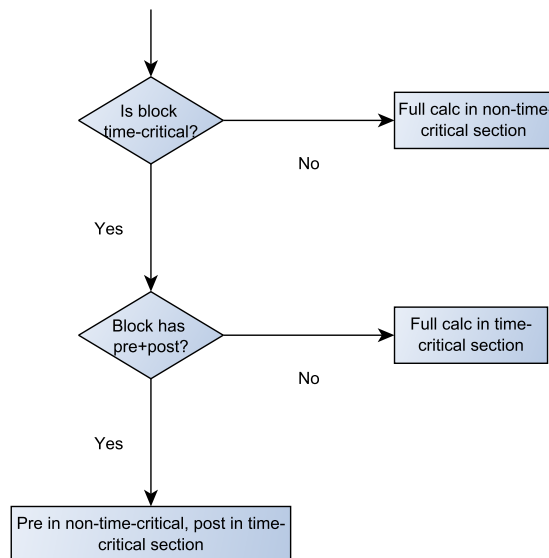 Is block
time-critical?
Full calc in non-time-
critical section
No
Yes
Block has
pre+post?
Full calc in time-
critical section
No
Yes
Pre in non-time-critical, post in time-
critical section